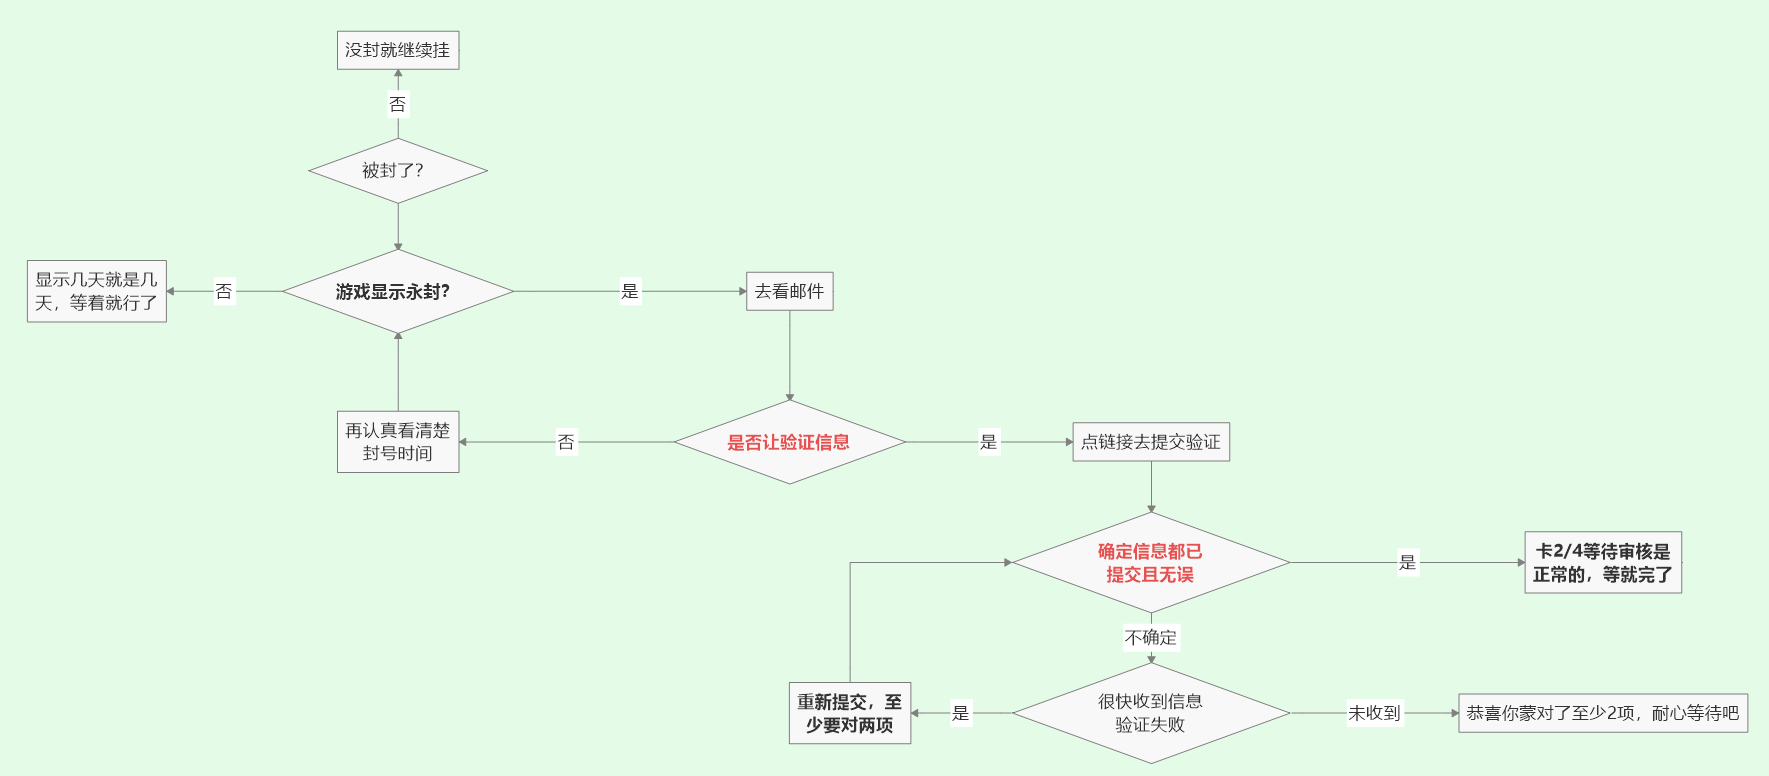 没封就继续挂
否
被封了？
显示几天就是几
天，等着就行了
否
游戏显示永封？
是
去看邮件
再认真看清楚
封号时间
否
是否让验证信息
是
点链接去提交验证
确定信息都已
提交且无误
是
卡2/4等待审核是
正常的，等就完了
不确定
重新提交，至
少要对两项
是
很快收到信息
验证失败
未收到
恭喜你蒙对了至少2项，耐心等待吧